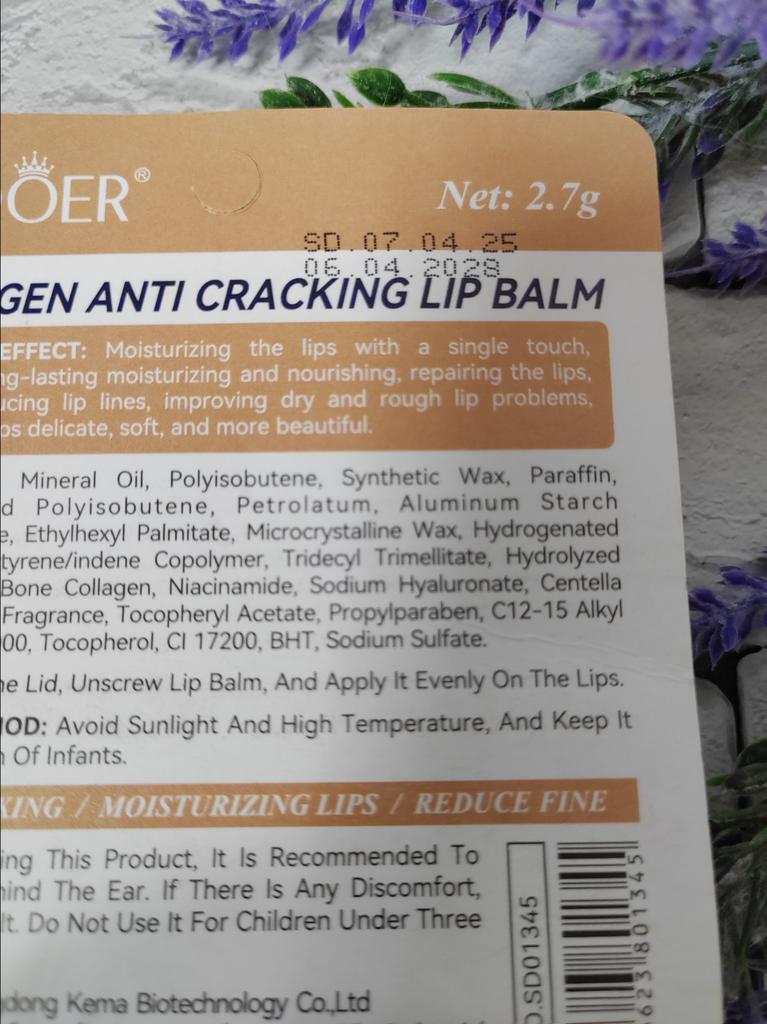 OER®
Net: 2.7g
SD.07.04.25
06.04.2028
GEN ANTI CRACKING LIP BALM
EFFECT: Moisturizing the lips with a single touch,
ng-lasting moisturizing and nourishing, repairing the lips,
ucing lip lines, improving dry and rough lip problems,
ps delicate, soft, and more beautiful.
Mineral Oil, Polyisobutene, Synthetic Wax, Paraffin,
d Polyisobutene, Petrolatum, Aluminum Starch
e, Ethylhexyl Palmitate, Microcrystalline Wax, Hydrogenated
tyrene/indene Copolymer, Tridecyl Trimellitate, Hydrolyzed
Bone Collagen, Niacinamide, Sodium Hyaluronate, Centella
Fragrance, Tocopheryl Acetate, Propylparaben, C12-15 Alkyl
00, Tocopherol, CI 17200, BHT, Sodium Sulfate.
he Lid, Unscrew Lip Balm, And Apply It Evenly On The Lips.
OD: Avoid Sunlight And High Temperature, And Keep It
Of Infants.
KING / MOISTURIZING LIPS / REDUCE FINE
ing This Product, It Is Recommended To
hind The Ear. If There Is Any Discomfort,
It. Do Not Use It For Children Under Three
gdong Kema Biotechnology Co.,Ltd
O.SD01345
623801345